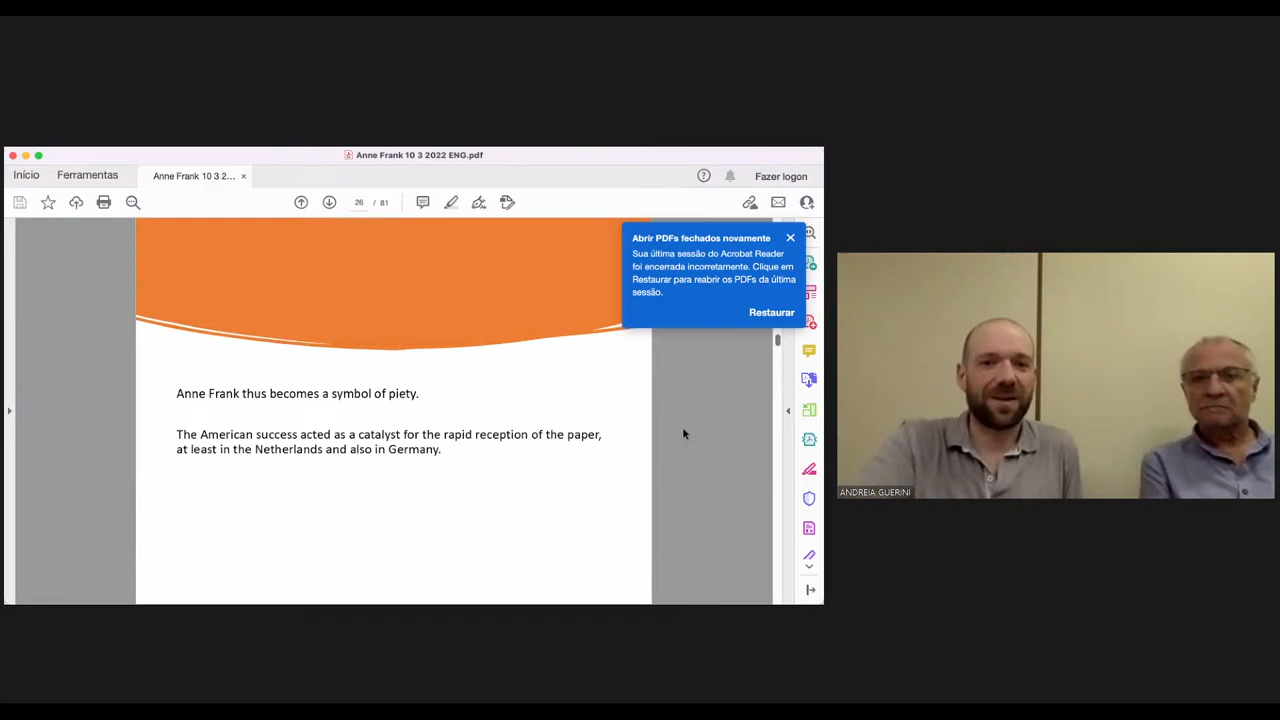 Anne Frank 10 3 2022 ENG.pdf
Início
Ferramentas
Anne Frank 10 3 2...
Fazer logon
26 / 81
Abrir PDFs fechados novamente
Sua última sessão do Acrobat Reader
foi encerrada incorretamente. Clique em
Restaurar para reabrir os PDFs da última
sessão.
Restaurar
Anne Frank thus becomes a symbol of piety.
The American success acted as a catalyst for the rapid reception of the paper,
at least in the Netherlands and also in Germany.
ANDREIA GUERINI